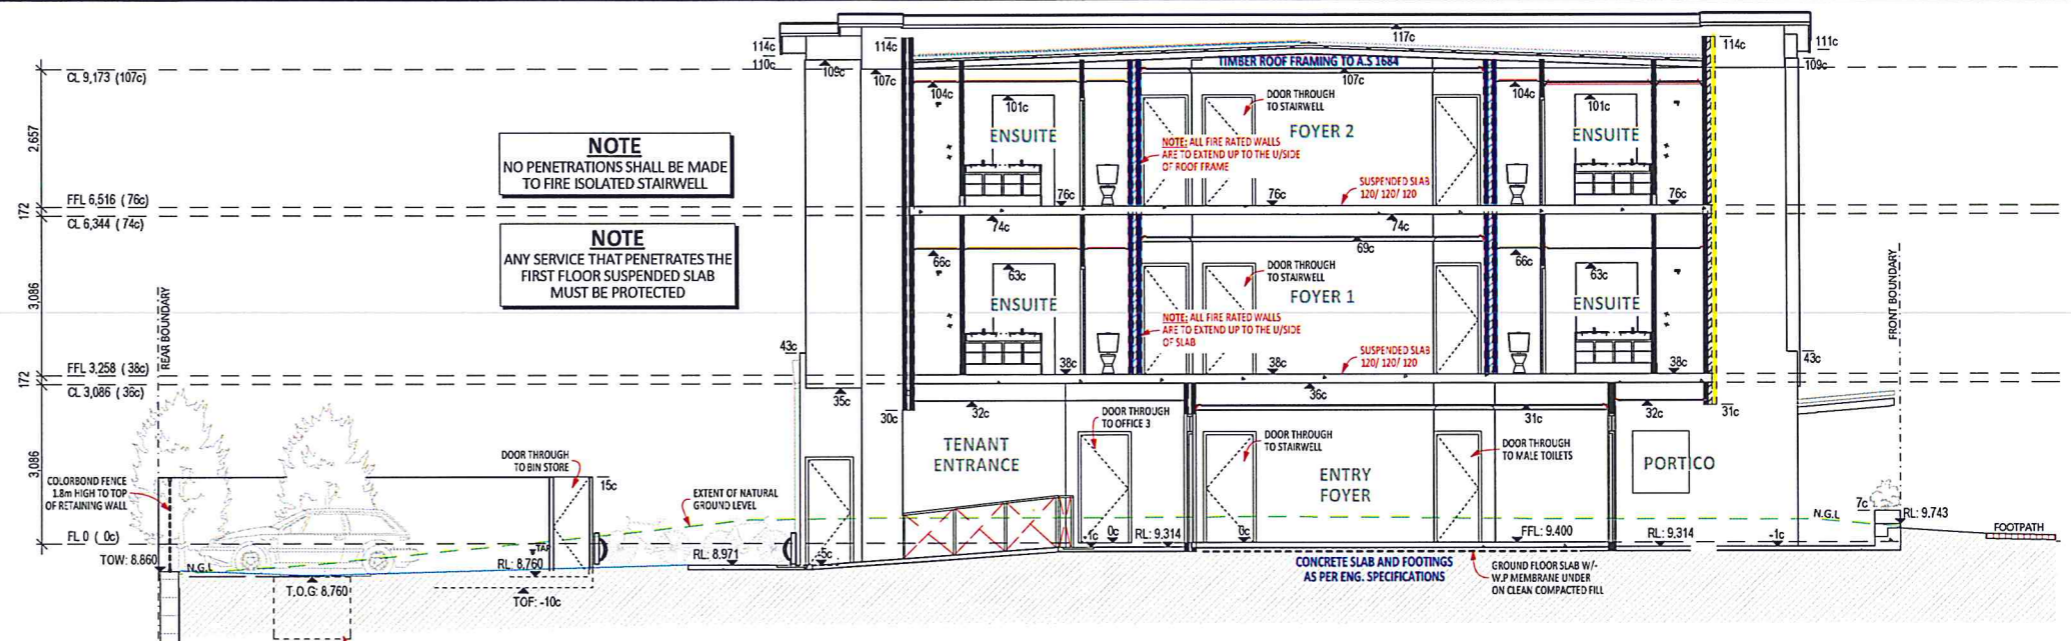 117c
114c
110c
114c
114c
111c
109c
109c
107c
CL 9,173 (107c)
TIMBER ROOF FRAMING TO A.S 1684
107c
104c
101c
DOOR THROUGH
TO STAIRWELL
104c
101c
2,657
NOTE
NO PENETRATIONS SHALL BE MADE
TO FIRE ISOLATED STAIRWELL
ENSUITE
FOYER 2
ENSUITE
NOTE: ALL FIRE RATED WALLS
ARE TO EXTEND UP TO THE U/SIDE
OF ROOF FRAME
SUSPENDED SLAB
120/ 120/ 120
FFL 6,516 ( 76c)
76c
76c
76c
172
CL 6,344 ( 74c)
74c
74c
NOTE
ANY SERVICE THAT PENETRATES THE
FIRST FLOOR SUSPENDED SLAB
MUST BE PROTECTED
69c
66c
63c
DOOR THROUGH
TO STAIRWELL
66c
63c
3,086
REAR BOUNDARY
FRONT BOUNDARY
ENSUITE
FOYER 1
ENSUITE
NOTE: ALL FIRE RATED WALLS
ARE TO EXTEND UP TO THE U/SIDE
OF SLAB
43c
SUSPENDED SLAB
120/ 120/ 120
43c
FFL 3,258 ( 38c)
38c
38c
38c
172
CL 3,086 ( 36c)
36c
35c
30c
32c
DOOR THROUGH
TO OFFICE 3
31c
32c
31c
3,086
TENANT
ENTRANCE
DOOR THROUGH
TO STAIRWELL
DOOR THROUGH
TO MALE TOILETS
DOOR THROUGH
TO BIN STORE
ENTRY
FOYER
PORTICO
COLORBOND FENCE
1.8m HIGH TO TOP
OF RETAINING WALL
15c
EXTENT OF NATURAL
GROUND LEVEL
7c
N.G.L
RL: 9.743
FOOTPATH
FL 0 ( 0c)
-1c
0c
RL: 9,314
0c
FFL: 9.400
RL: 9,314
-1c
TAP
TOW: 8.860
N.G.L
RL: 8.760
RL: 8.971
-5c
CONCRETE SLAB AND FOOTINGS
AS PER ENG. SPECIFICATIONS
GROUND FLOOR SLAB W/-
W.P MEMBRANE UNDER
ON CLEAN COMPACTED FILL
T.O.G: 8,760
TOF: -10c